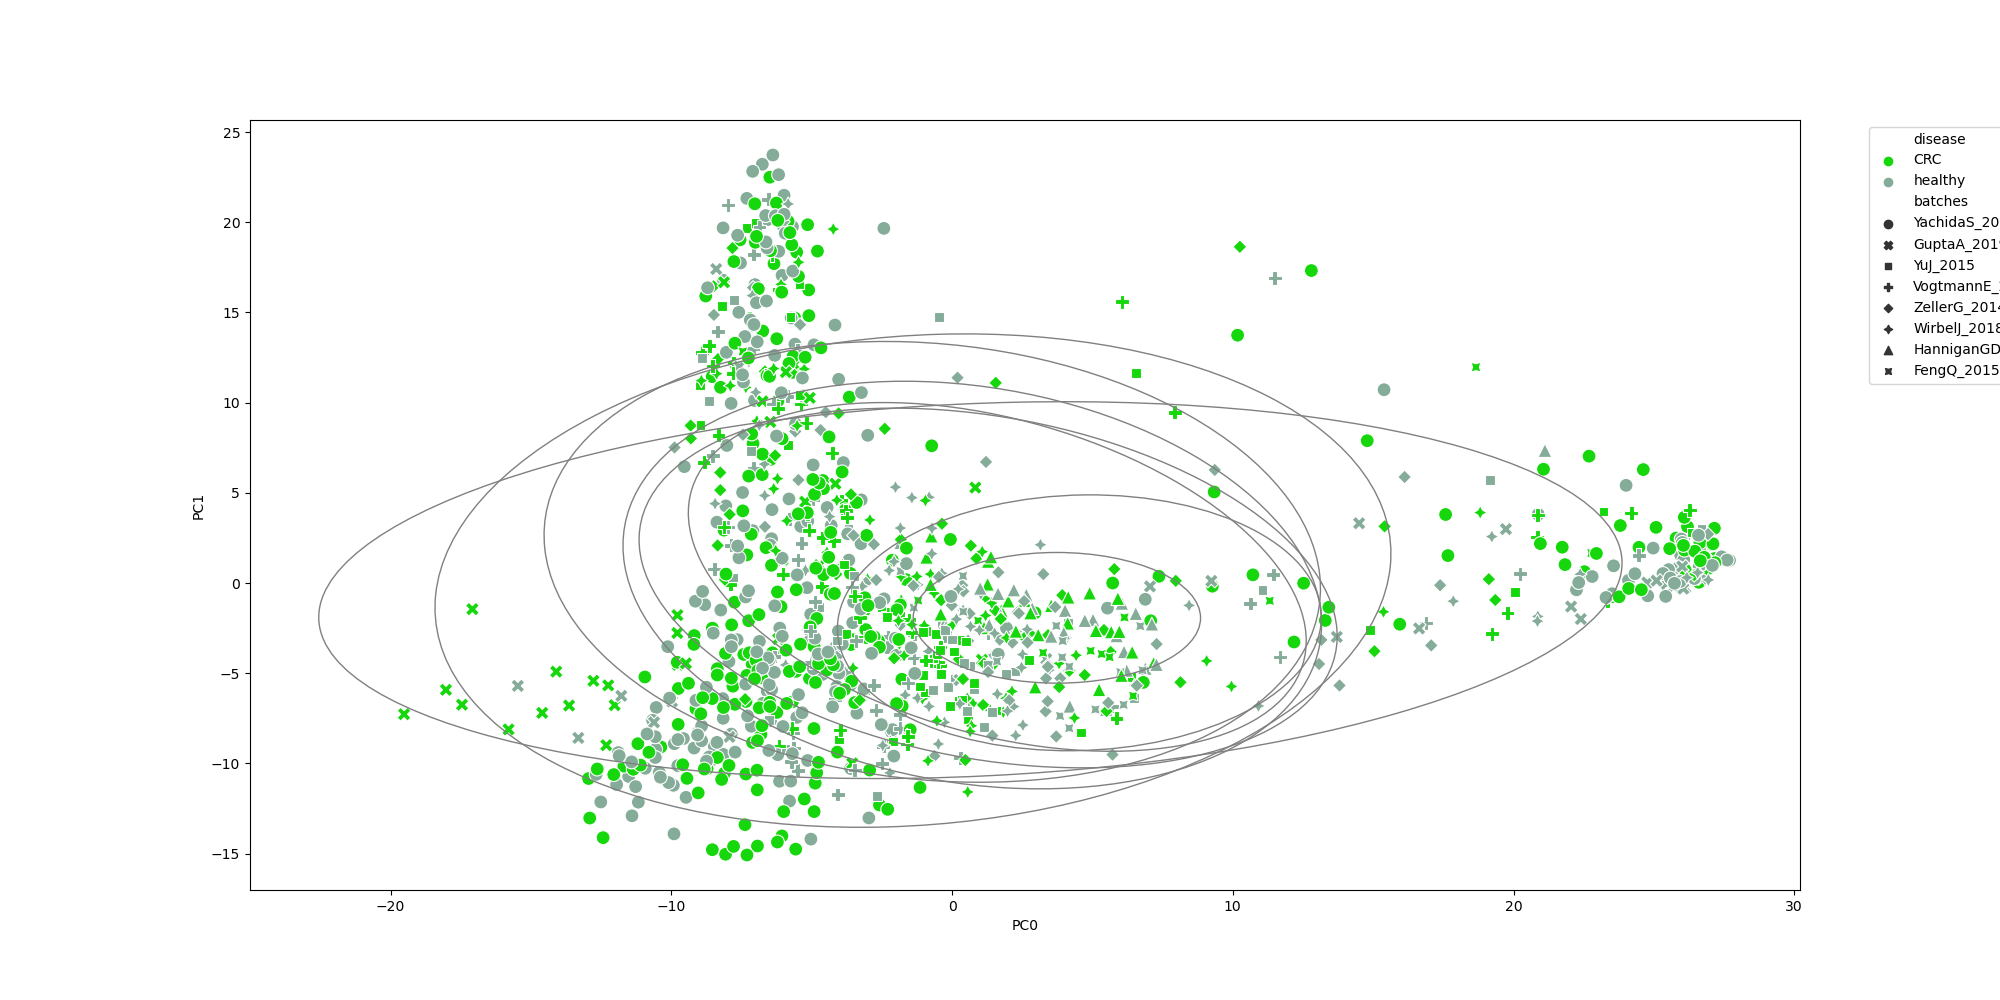 25
20
15
10
5
0
−5
−10
−15
PC1
−20
−10
0
10
20
30
PC0
disease
CRC
healthy
batches
YachidaS_20
GuptaA_201
YuJ_2015
VogtmannE_
ZellerG_2014
WirbelJ_2018
HanniganGD
FengQ_2015